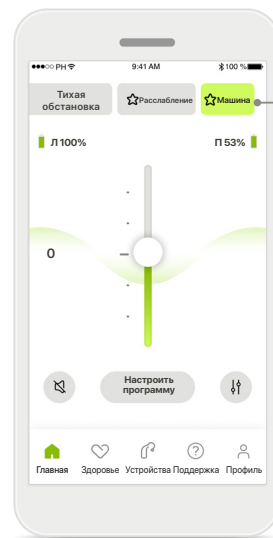 PH 9:41 AM 100 %
Тихая
обстановка
Расслабление
Машина
Л 100% П 53%
0
Настроить
программу
Главная Здоровье Устройства Поддержка Профиль